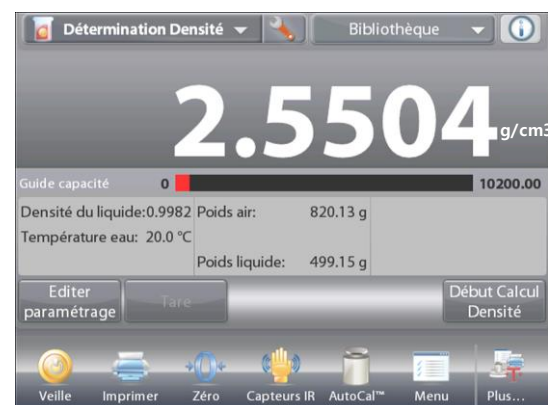 Détermination Densité Bibliothèque
2.5504 g/cm3
Guide capacité 0 10200.00
Densité du liquide:0.9982 Poids air: 820.13 g
Température eau: 20.0 °C
Poids liquide: 499.15 g
Editer
paramétrage
Tare
Début Calcul
Densité
Veille Imprimer Zéro Capteurs IR AutoCal™ Menu Plus...